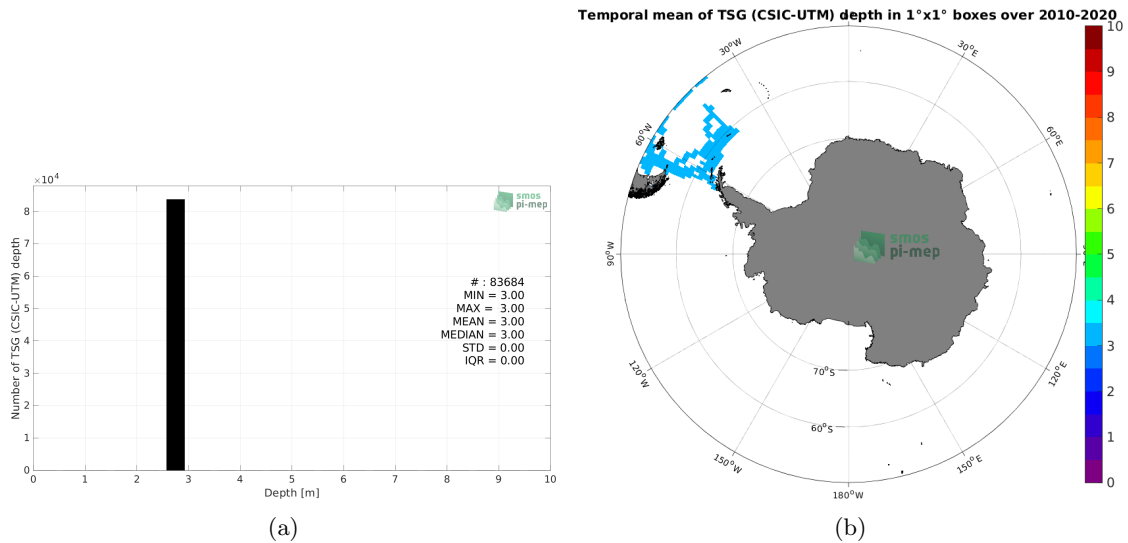 ×10⁴
8
7
6
5
4
3
2
1
0
Number of TSG (CSIC-UTM) depth
smos
pi-mep
# : 83684
MIN = 3.00
MAX = 3.00
MEAN = 3.00
MEDIAN = 3.00
STD = 0.00
IQR = 0.00
0 1 2 3 4 5 6 7 8 9 10
Depth [m]
(a)
Temporal mean of TSG (CSIC-UTM) depth in 1°x1° boxes over 2010-2020
30°W
30°E
60°W
60°E
90°W
smos
pi-mep
120°W
70°S
120°E
60°S
150°W
150°E
180°W
10
9
8
7
6
5
4
3
2
1
0
(b)